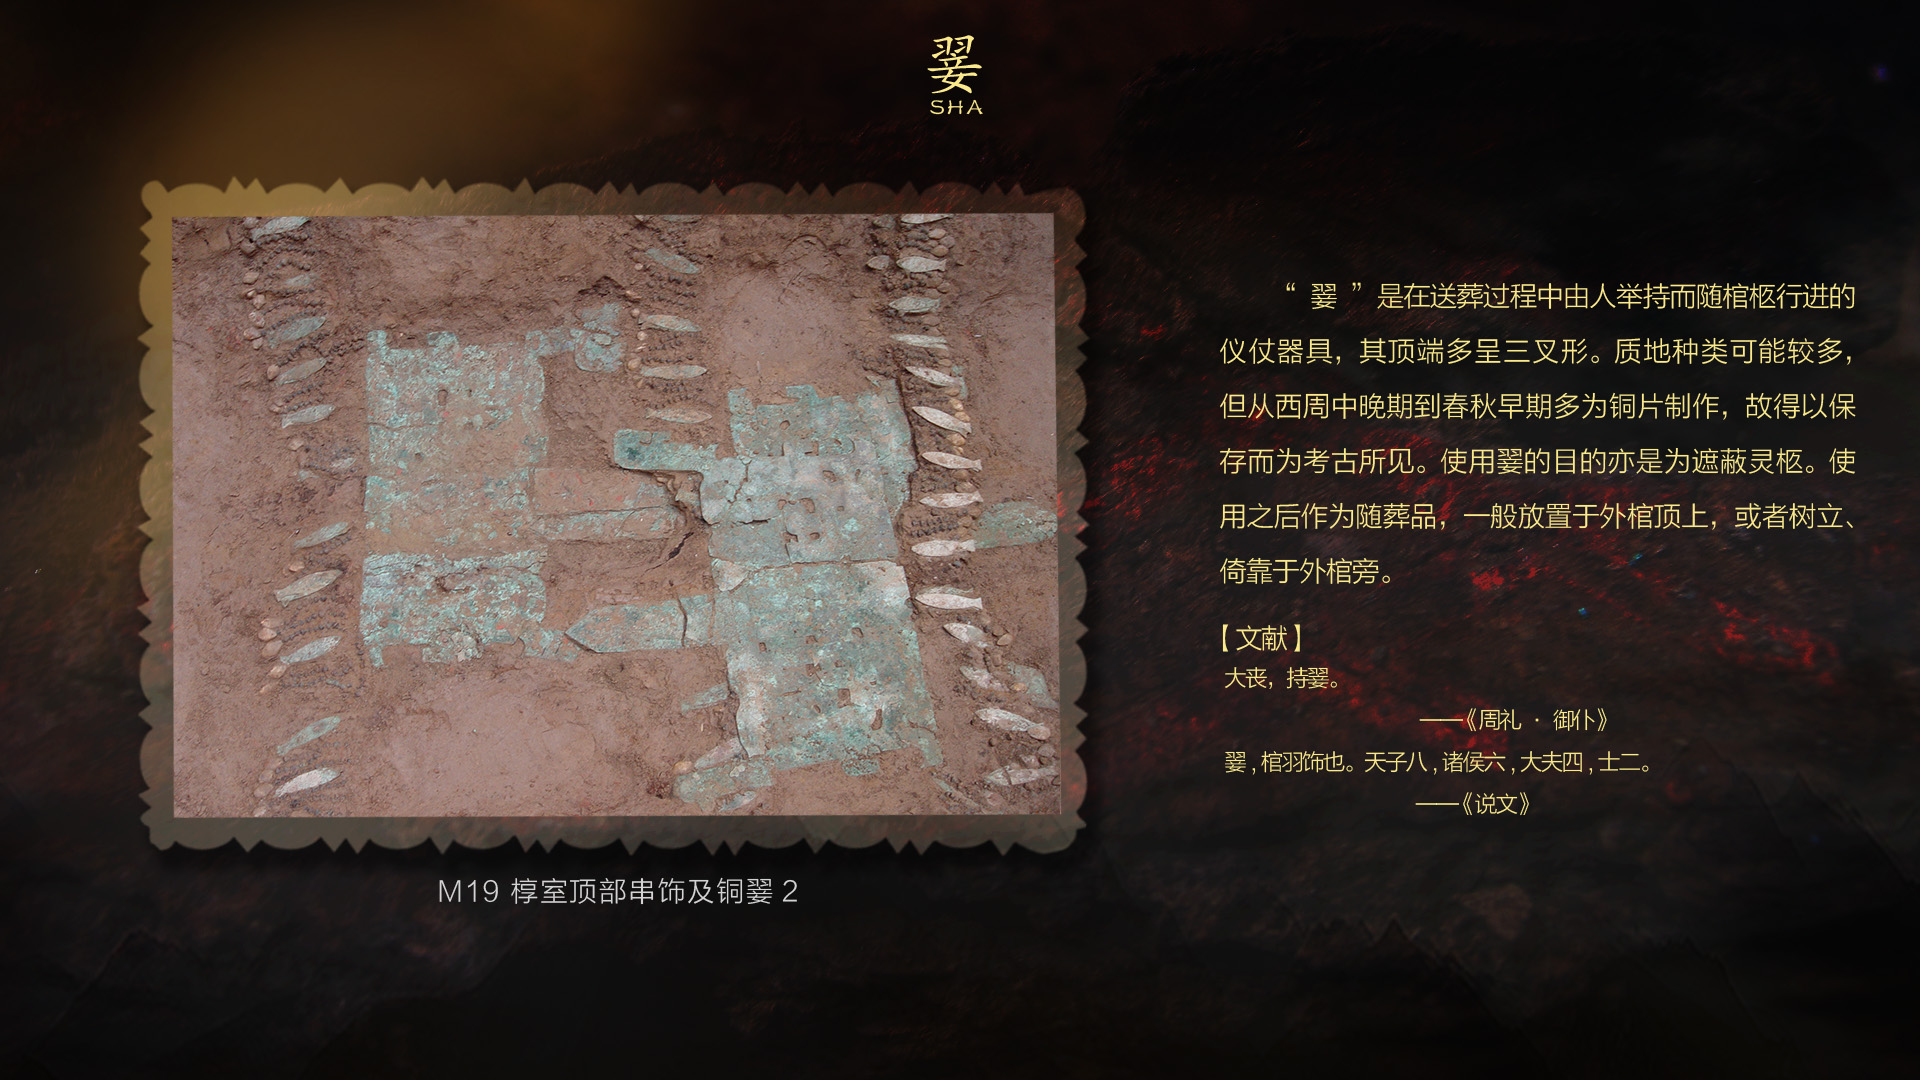 翣
SHA
“ 翣 ”是在送葬过程中由人举持而随棺柩行进的
仪仗器具，其顶端多呈三叉形。质地种类可能较多，
但从西周中晚期到春秋早期多为铜片制作，故得以保
存而为考古所见。使用翣的目的亦是为遮蔽灵柩。使
用之后作为随葬品，一般放置于外棺顶上，或者树立、
倚靠于外棺旁。
【文献】
大丧，持翣。
——《周礼 · 御仆》
翣,棺羽饰也。天子八,诸侯六,大夫四,士二。
——《说文》
M19 椁室顶部串饰及铜翣 2